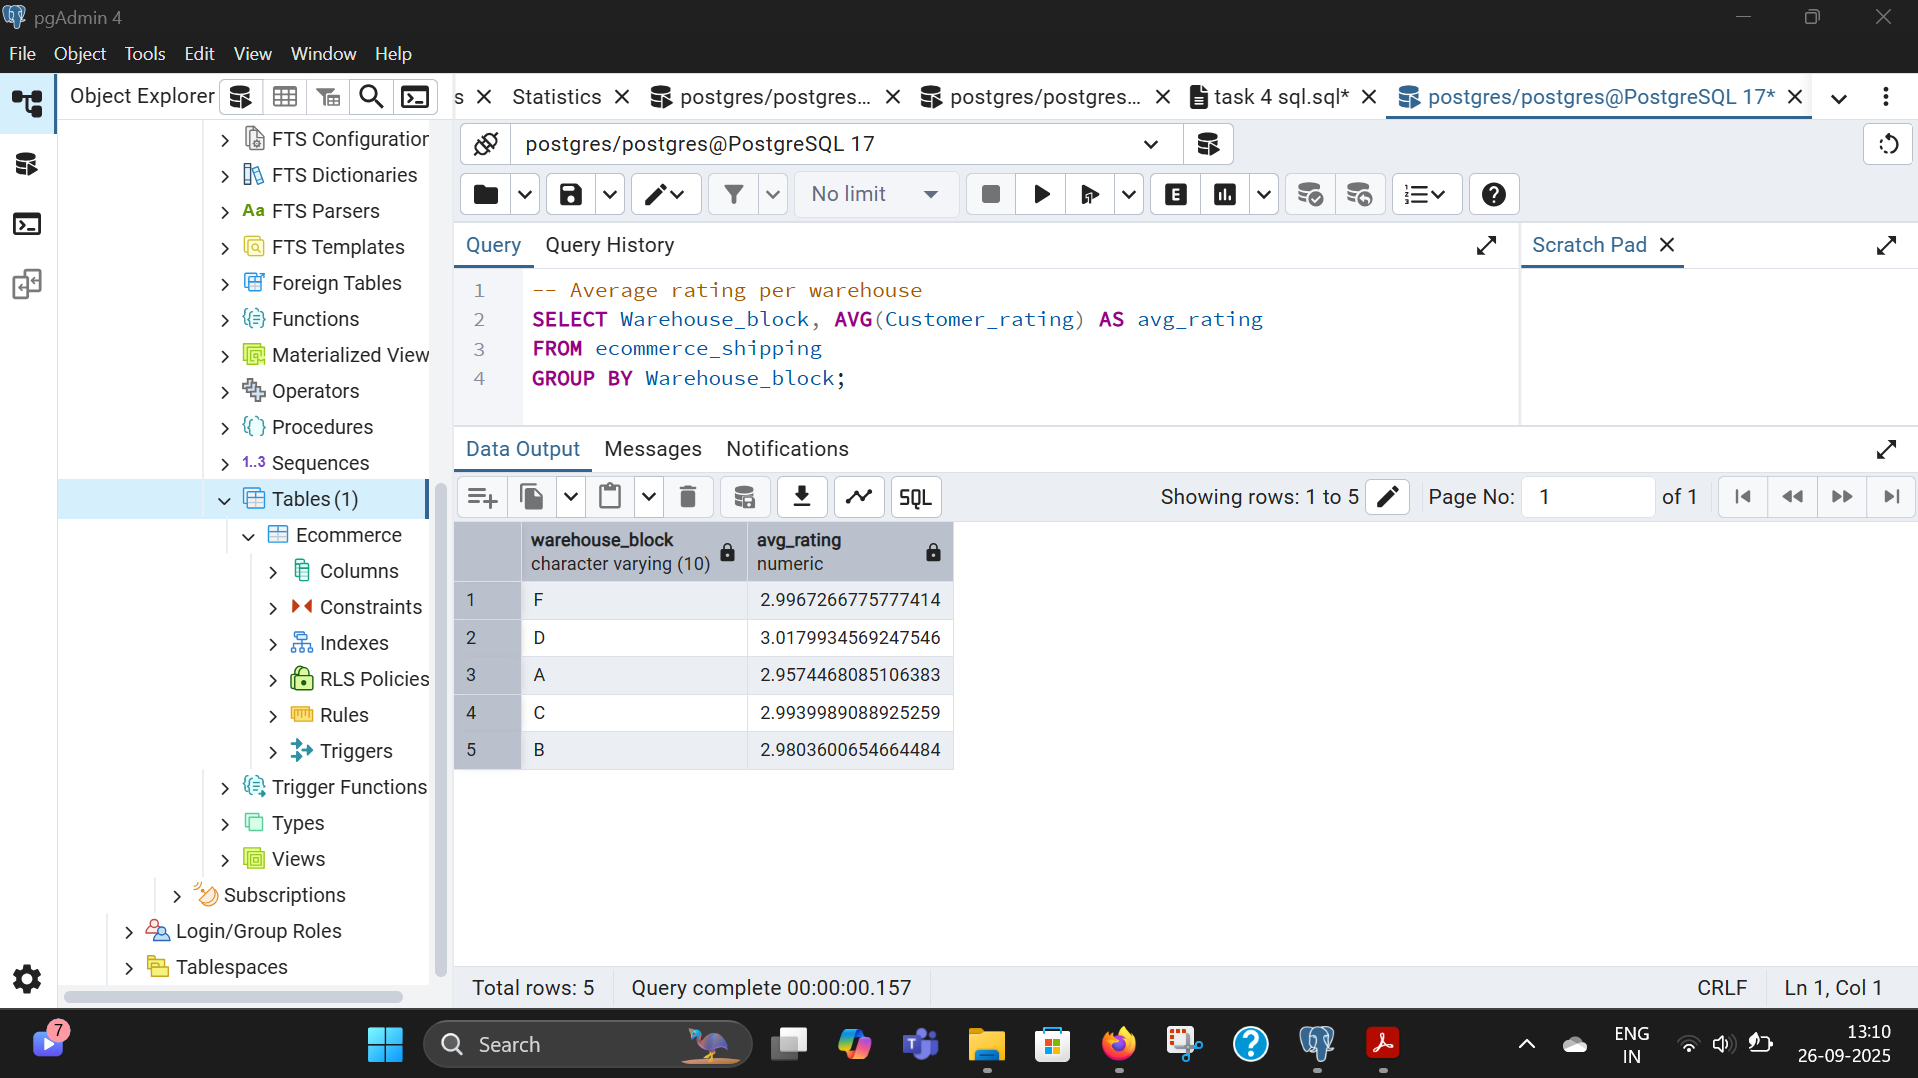 pgAdmin 4
File Object Tools Edit View Window Help
Object Explorer
s Statistics postgres/postgres... postgres/postgres... task 4 sql.sql* postgres/postgres@PostgreSQL 17*
postgres/postgres@PostgreSQL 17
No limit
E
Query Query History
Scratch Pad
1 -- Average rating per warehouse
2 SELECT Warehouse_block, AVG(Customer_rating) AS avg_rating
3 FROM ecommerce_shipping
4 GROUP BY Warehouse_block;
FTS Configuration
FTS Dictionaries
Aa FTS Parsers
FTS Templates
Foreign Tables
Functions
Materialized View
Operators
Procedures
1..3 Sequences
Tables (1)
Ecommerce
Columns
Constraints
Indexes
RLS Policies
Rules
Triggers
Trigger Functions
Types
Views
Subscriptions
Login/Group Roles
Tablespaces
Data Output Messages Notifications
SQL
Showing rows: 1 to 5 Page No: 1 of 1
warehouse_block avg_rating
character varying (10) numeric
1 F 2.9967266775777414
2 D 3.0179934569247546
3 A 2.9574468085106383
4 C 2.9939989088925259
5 B 2.9803600654664484
Total rows: 5 Query complete 00:00:00.157 CRLF Ln 1, Col 1
7
Search
ENG
IN
13:10
26-09-2025